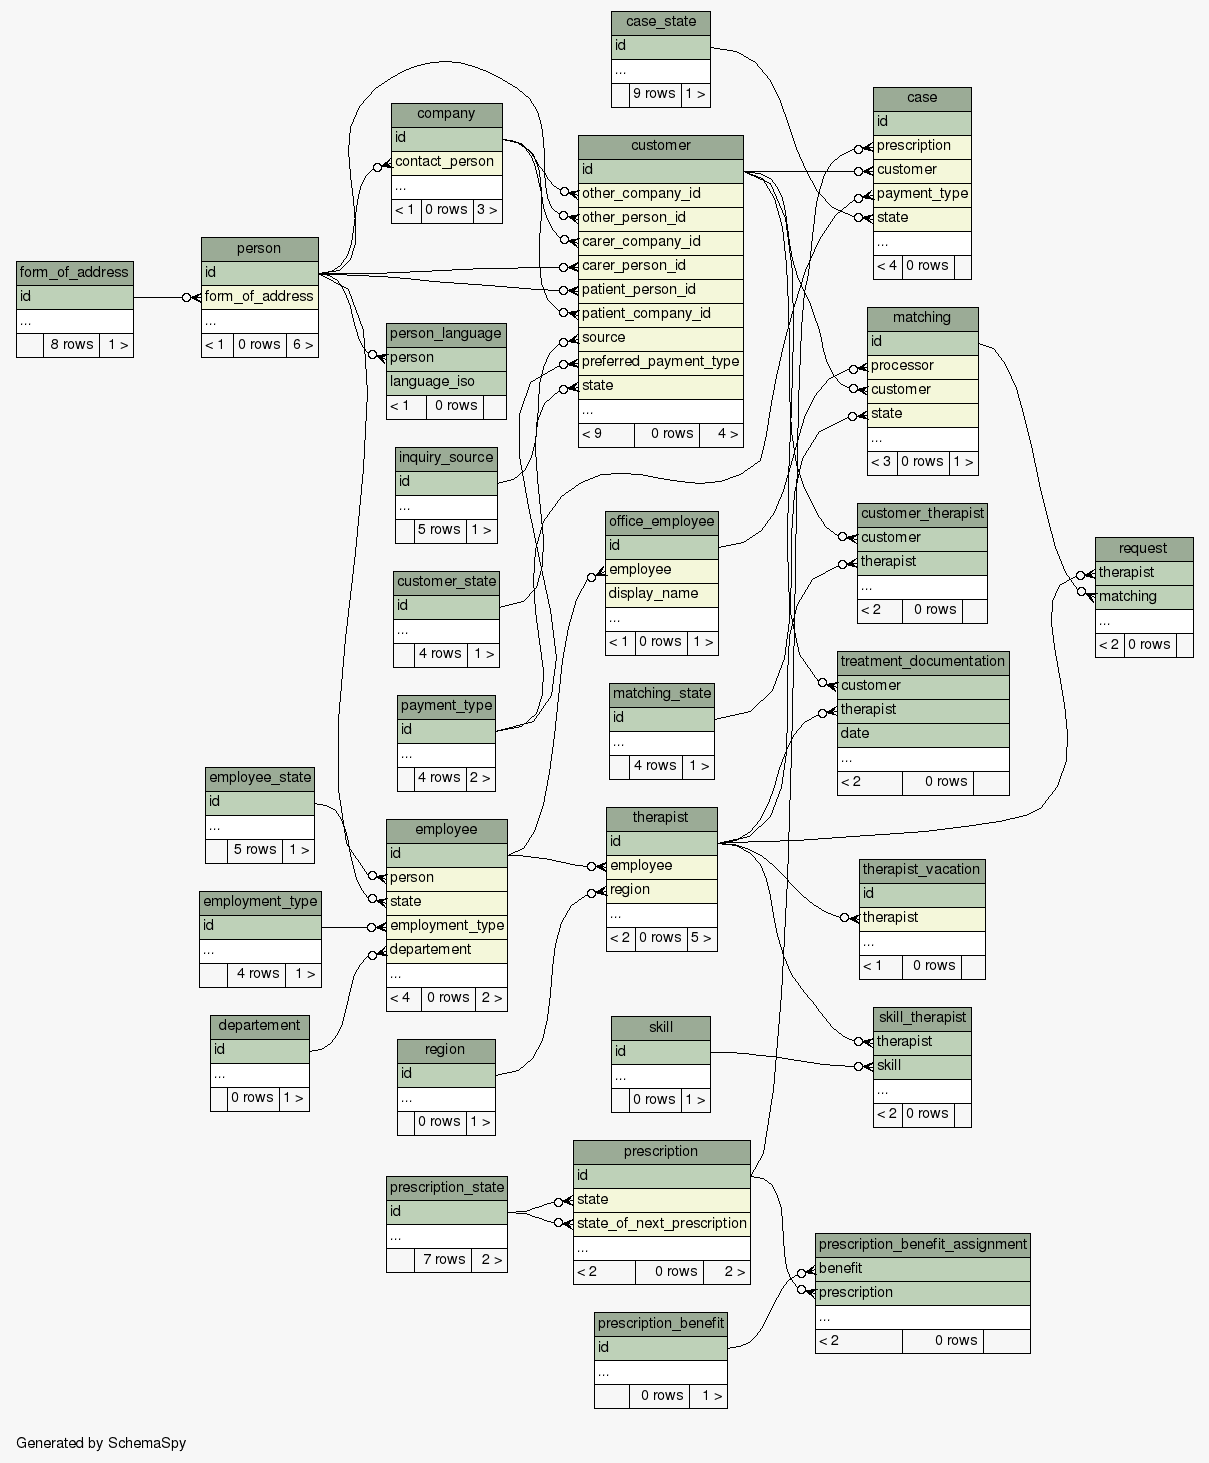 case_state
id
...
9 rows 1 >
case
id
prescription
customer
payment_type
state
...
< 4 0 rows
company
id
contact_person
...
< 1 0 rows 3 >
customer
id
other_company_id
other_person_id
carer_company_id
carer_person_id
patient_person_id
patient_company_id
source
preferred_payment_type
state
...
< 9 0 rows 4 >
person
id
form_of_address
...
< 1 0 rows 6 >
form_of_address
id
...
8 rows 1 >
person_language
person
language_iso
< 1 0 rows
matching
id
processor
customer
state
...
< 3 0 rows 1 >
inquiry_source
id
...
5 rows 1 >
office_employee
id
employee
display_name
...
< 1 0 rows 1 >
customer_therapist
customer
therapist
...
< 2 0 rows
request
therapist
matching
...
< 2 0 rows
customer_state
id
...
4 rows 1 >
treatment_documentation
customer
therapist
date
...
< 2 0 rows
matching_state
id
...
4 rows 1 >
payment_type
id
...
4 rows 2 >
employee_state
id
...
5 rows 1 >
employee
id
person
state
employment_type
departement
...
< 4 0 rows 2 >
therapist
id
employee
region
...
< 2 0 rows 5 >
therapist_vacation
id
therapist
...
< 1 0 rows
employment_type
id
...
4 rows 1 >
departement
id
...
0 rows 1 >
region
id
...
0 rows 1 >
skill
id
...
0 rows 1 >
skill_therapist
therapist
skill
...
< 2 0 rows
prescription
id
state
state_of_next_prescription
...
< 2 0 rows 2 >
prescription_state
id
...
7 rows 2 >
prescription_benefit_assignment
benefit
prescription
...
< 2 0 rows
prescription_benefit
id
...
0 rows 1 >
Generated by SchemaSpy